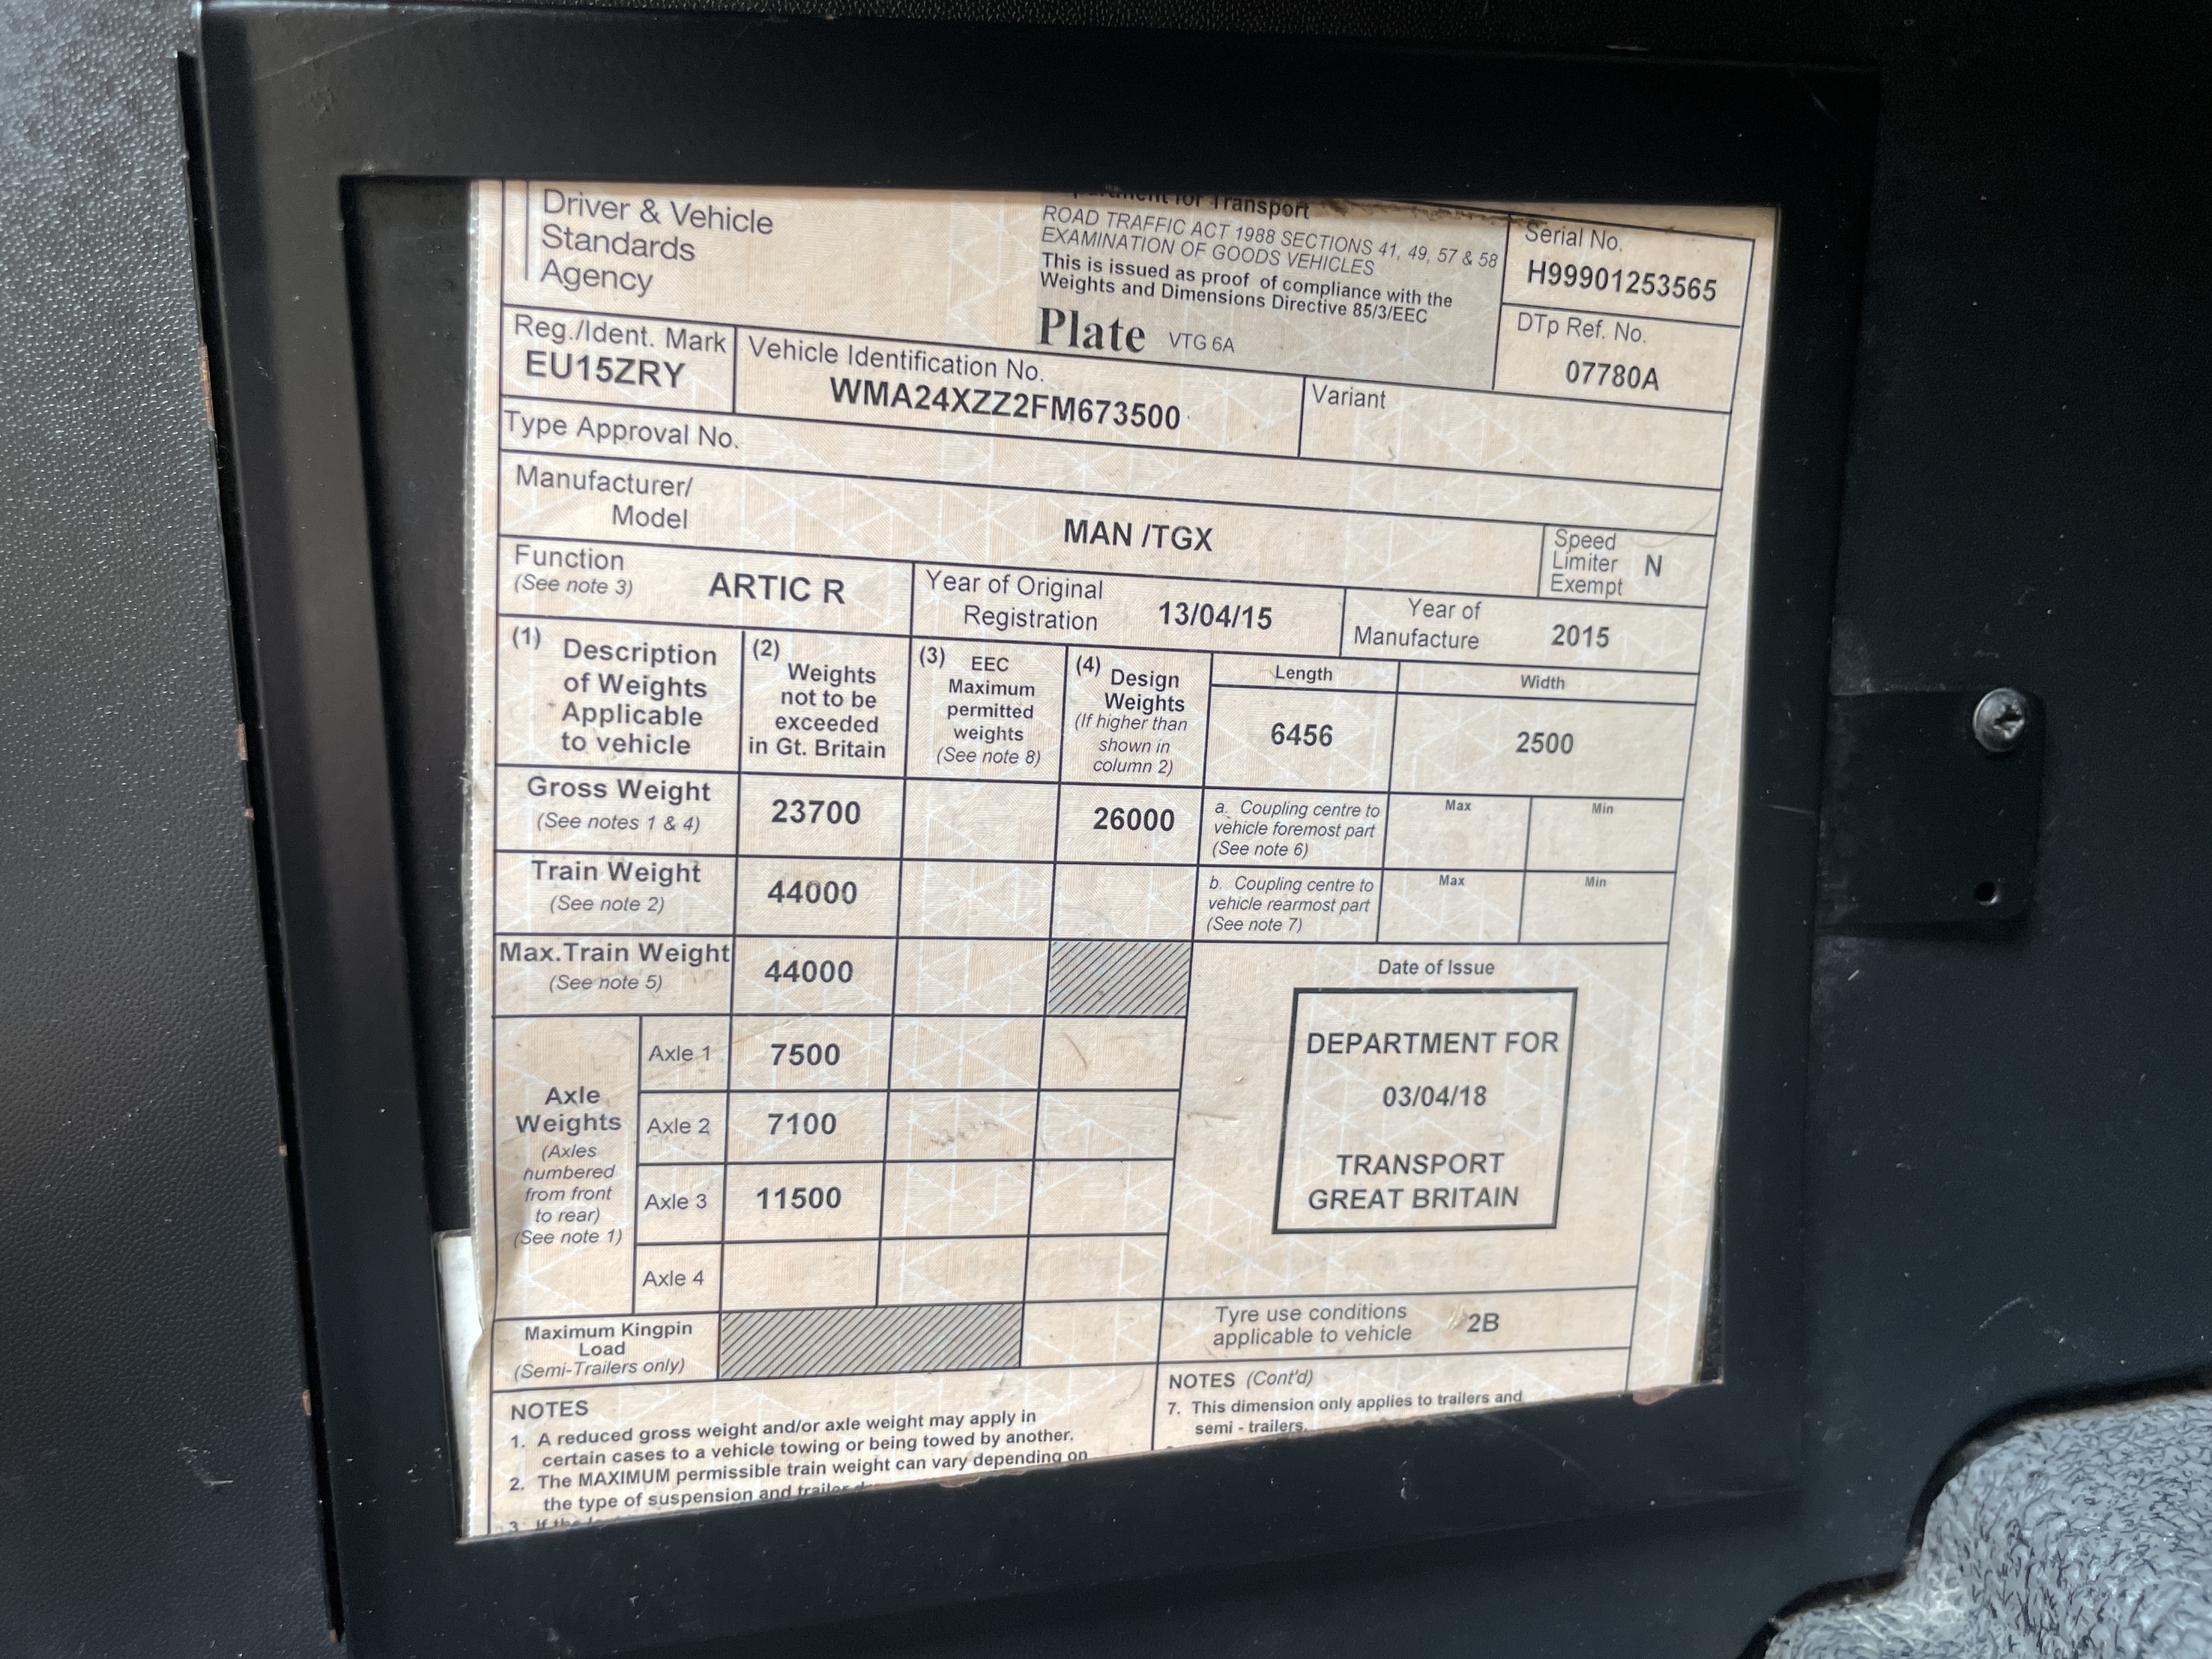 Driver & Vehicle
Standards
Agency
for Transport
ROAD TRAFFIC ACT 1988 SECTIONS 41, 49, 57 & 58
EXAMINATION OF GOODS VEHICLES
This is issued as proof of compliance with the
Weights and Dimensions Directive 85/3/EEC
Plate VTG 6A
Serial No.
H99901253565
DTp Ref. No.
07780A
Reg./Ident. Mark
EU15ZRY
Vehicle Identification No.
WMA24XZZ2FM673500
Variant
Type Approval No.
Manufacturer/
Model
MAN /TGX
Speed
Limiter
Exempt
N
Function
(See note 3)
ARTIC R
Year of Original
Registration
13/04/15
Year of
Manufacture
2015
(1) Description
of Weights
Applicable
to vehicle
(2) Weights
not to be
exceeded
in Gt. Britain
(3) EEC
Maximum
permitted
weights
(See note 8)
(4) Design
Weights
(If higher than
shown in
column 2)
Length
6456
Width
2500
Gross Weight
(See notes 1 & 4)
23700
26000
a. Coupling centre to
vehicle foremost part
(See note 6)
Max
Min
Train Weight
(See note 2)
44000
b. Coupling centre to
vehicle rearmost part
(See note 7)
Max
Min
Max.Train Weight
(See note 5)
44000
Date of Issue
DEPARTMENT FOR
03/04/18
TRANSPORT
GREAT BRITAIN
Axle
Weights
(Axles
numbered
from front
to rear)
(See note 1)
Axle 1
7500
Axle 2
7100
Axle 3
11500
Axle 4
Maximum Kingpin
Load
(Semi-Trailers only)
Tyre use conditions
applicable to vehicle
2B
NOTES
1. A reduced gross weight and/or axle weight may apply in
certain cases to a vehicle towing or being towed by another.
2. The MAXIMUM permissible train weight can vary depending on
the type of suspension and trailer
3. If the
NOTES (Cont'd)
7. This dimension only applies to trailers and
semi - trailers.